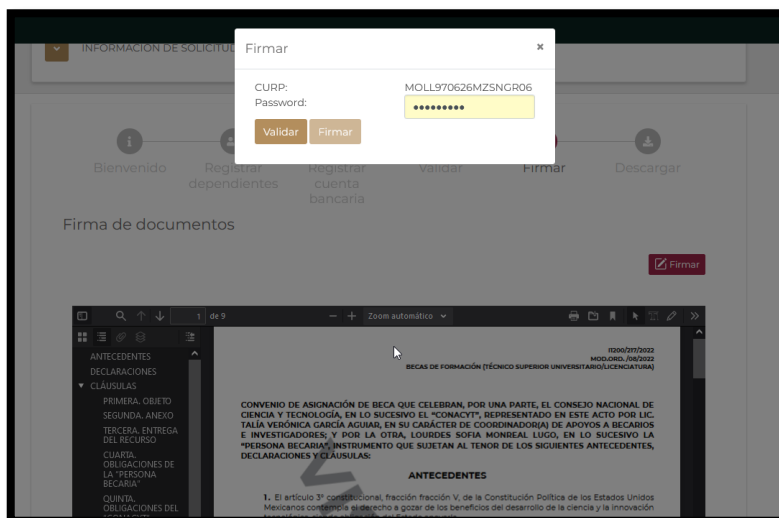 INFORMACIÓN DE SOLICITUD
Firmar
×
CURP:
MOLL970626MZSNGR06
Password:
Validar
Firmar
Bienvenido
Registrar
dependientes
Registrar
cuenta
bancaria
Validar
Firmar
Descargar
Firma de documentos
Firmar
1 de 9
Zoom automático
ANTECEDENTES
DECLARACIONES
CLÁUSULAS
PRIMERA. OBJETO
SEGUNDA. ANEXO
TERCERA. ENTREGA
DEL RECURSO
CUARTA.
OBLIGACIONES DE
LA "PERSONA
BECARIA"
QUINTA.
OBLIGACIONES DEL
I1200/217/2022
MOD.ORD. /08/2022
BECAS DE FORMACIÓN (TÉCNICO SUPERIOR UNIVERSITARIO/LICENCIATURA)
CONVENIO DE ASIGNACIÓN DE BECA QUE CELEBRAN, POR UNA PARTE, EL CONSEJO NACIONAL DE
CIENCIA Y TECNOLOGÍA, EN LO SUCESIVO EL "CONACYT", REPRESENTADO EN ESTE ACTO POR LIC.
TALÍA VERÓNICA GARCÍA AGUIAR, EN SU CARÁCTER DE COORDINADOR(A) DE APOYOS A BECARIOS
E INVESTIGADORES; Y POR LA OTRA, LOURDES SOFIA MONREAL LUGO, EN LO SUCESIVO LA
"PERSONA BECARIA", INSTRUMENTO QUE SUJETAN AL TENOR DE LOS SIGUIENTES ANTECEDENTES,
DECLARACIONES Y CLÁUSULAS:
ANTECEDENTES
1. El artículo 3° constitucional, fracción fracción V, de la Constitución Política de los Estados Unidos
Mexicanos contempla el derecho a gozar de los beneficios del desarrollo de la ciencia y la innovación